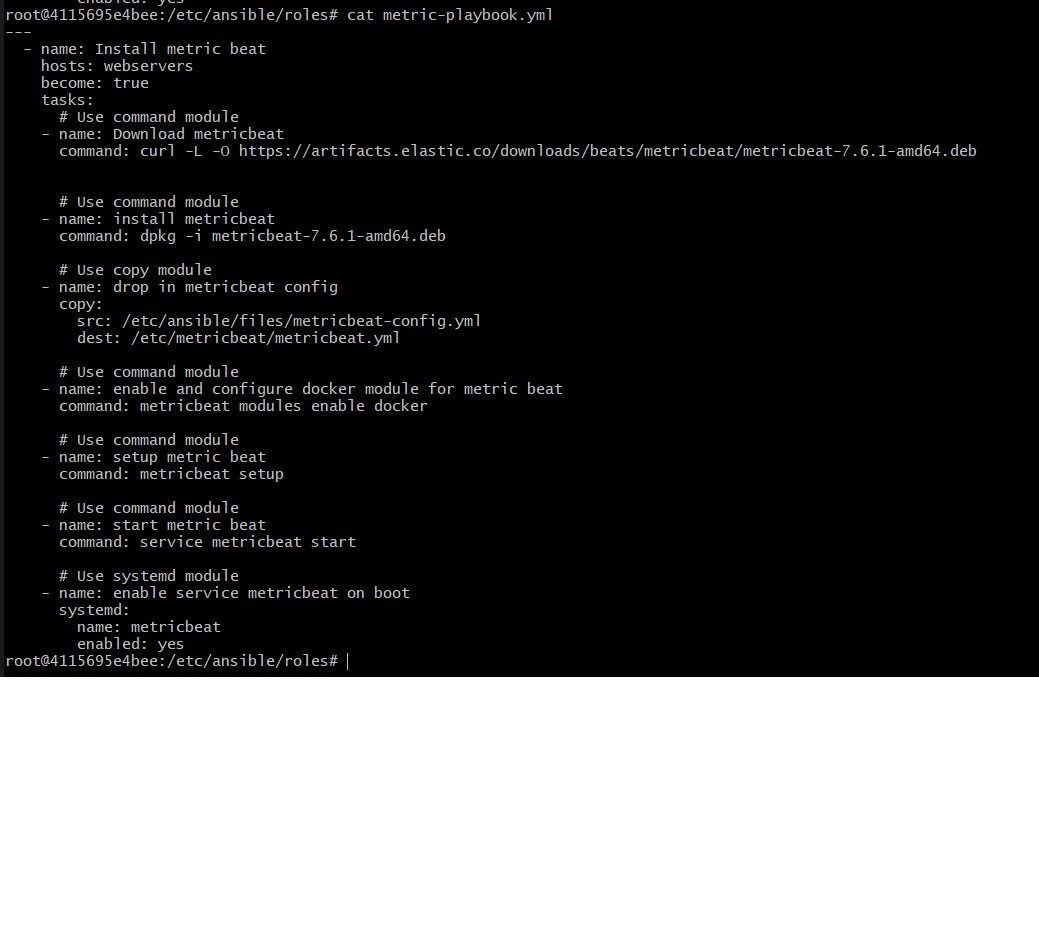 enabled: yes
root@4115695e4bee:/etc/ansible/roles# cat metric-playbook.yml
---
  - name: Install metric beat
    hosts: webservers
    become: true
    tasks:
      # Use command module
    - name: Download metricbeat
      command: curl -L -O https://artifacts.elastic.co/downloads/beats/metricbeat/metricbeat-7.6.1-amd64.deb
      # Use command module
    - name: install metricbeat
      command: dpkg -i metricbeat-7.6.1-amd64.deb
      # Use copy module
    - name: drop in metricbeat config
      copy:
        src: /etc/ansible/files/metricbeat-config.yml
        dest: /etc/metricbeat/metricbeat.yml
      # Use command module
    - name: enable and configure docker module for metric beat
      command: metricbeat modules enable docker
      # Use command module
    - name: setup metric beat
      command: metricbeat setup
      # Use command module
    - name: start metric beat
      command: service metricbeat start
      # Use systemd module
    - name: enable service metricbeat on boot
      systemd:
        name: metricbeat
        enabled: yes
root@4115695e4bee:/etc/ansible/roles#